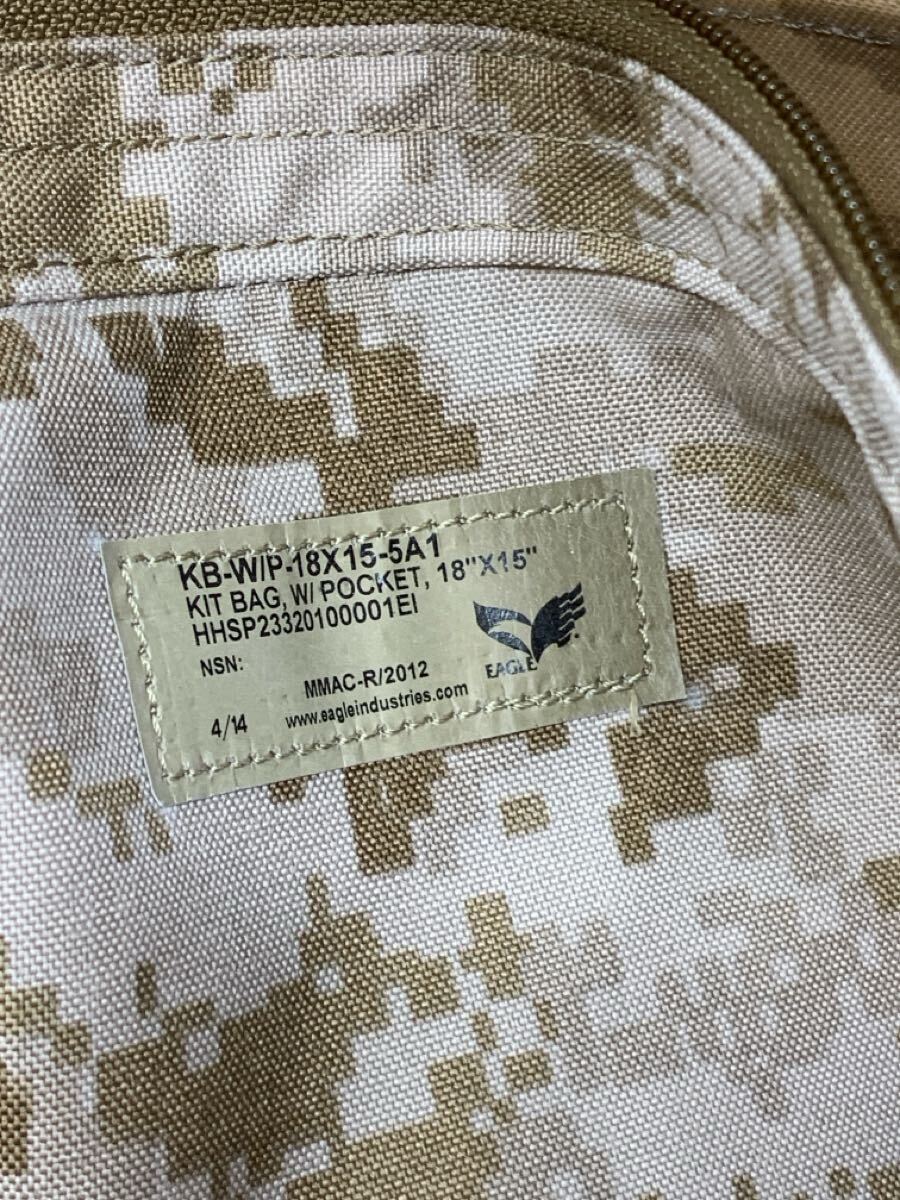 KB-W/P-18X15-5A1
KIT BAG, W/ POCKET, 18"X15"
HHSP23320100001EI
NSN:
EAGLE
MMAC-R/2012
4/14 www.eagleindustries.com